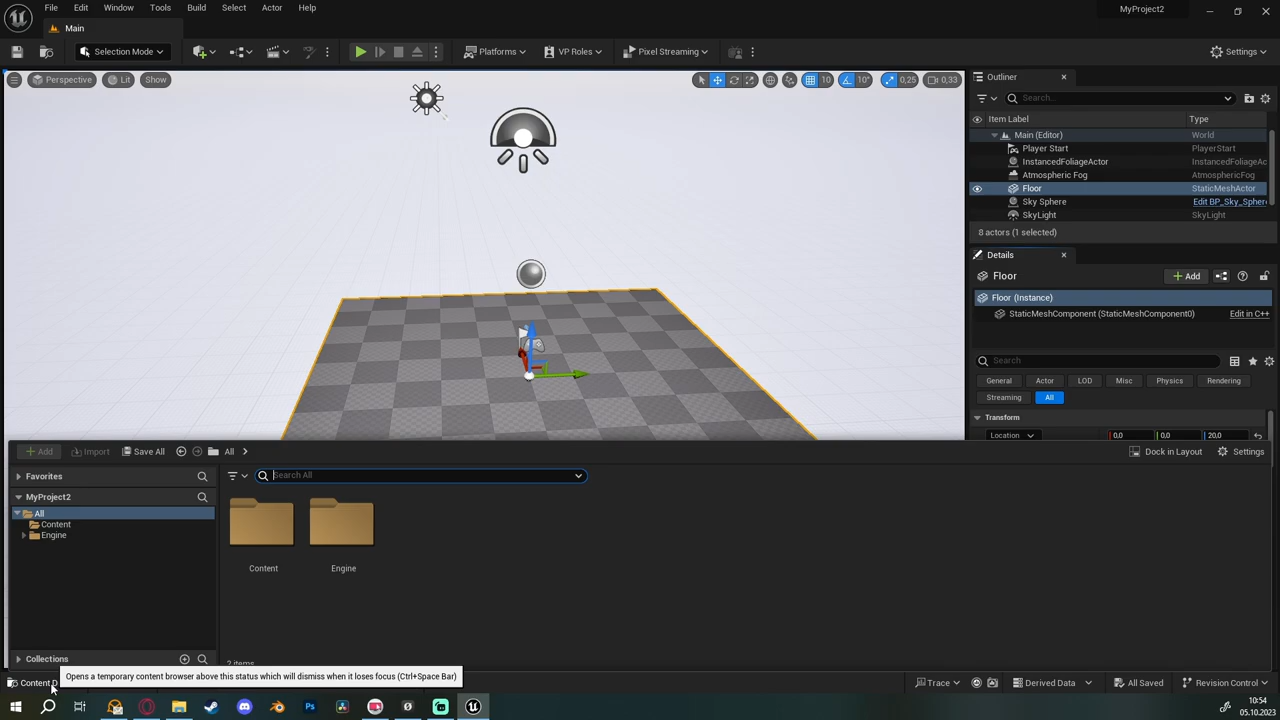 File Edit Window Tools Build Select Actor Help MyProject2
Main
Selection Mode Platforms VP Roles Pixel Streaming Settings
Perspective Lit Show 10 10° 0,25 0,33
Outliner
Search...
Item Label Type
Main (Editor) World
Player Start PlayerStart
InstancedFoliageActor InstancedFoliageAc
Atmospheric Fog AtmosphericFog
Floor StaticMeshActor
Sky Sphere Edit BP_Sky_Spher
SkyLight SkyLight
8 actors (1 selected)
Details
Floor Add
Floor (Instance)
StaticMeshComponent (StaticMeshComponent0) Edit in C++
Search
General Actor LOD Misc Physics Rendering
Streaming All
Transform
Location 0,0 0,0 20,0
Add Import Save All All Dock in Layout Settings
Favorites Search All
MyProject2
All
Content
Engine
Content Engine
Collections 2 items
Opens a temporary content browser above this status which will dismiss when it loses focus (Ctrl+Space Bar)
Content D Trace Derived Data All Saved Revision Control
10:54
05.10.2023